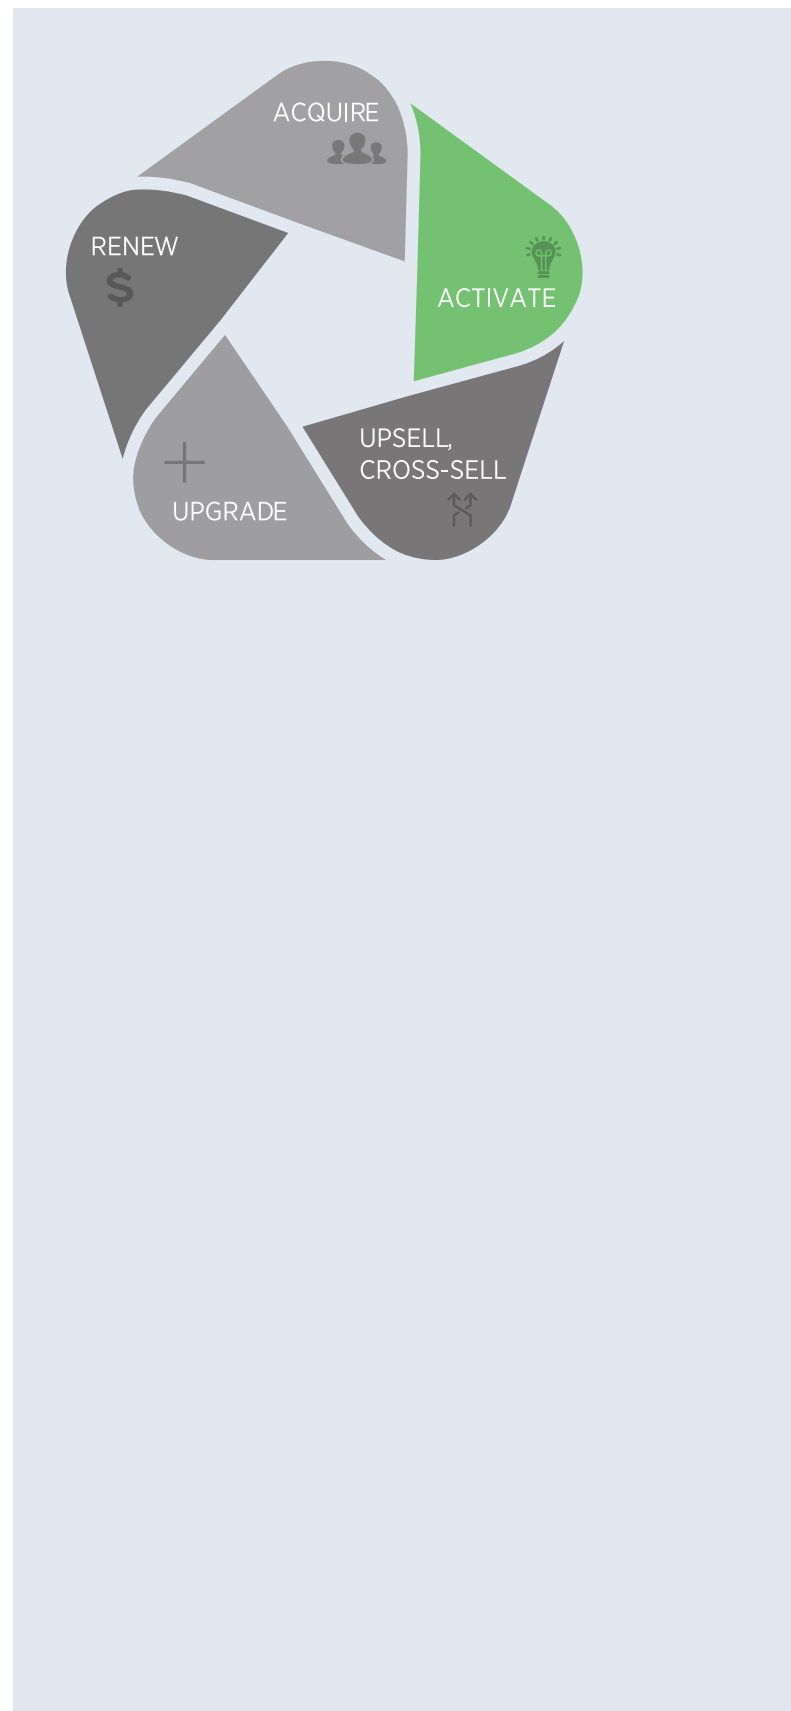 ACQUIRE
RENEW
ACTIVATE
UPSELL,
CROSS-SELL
UPGRADE